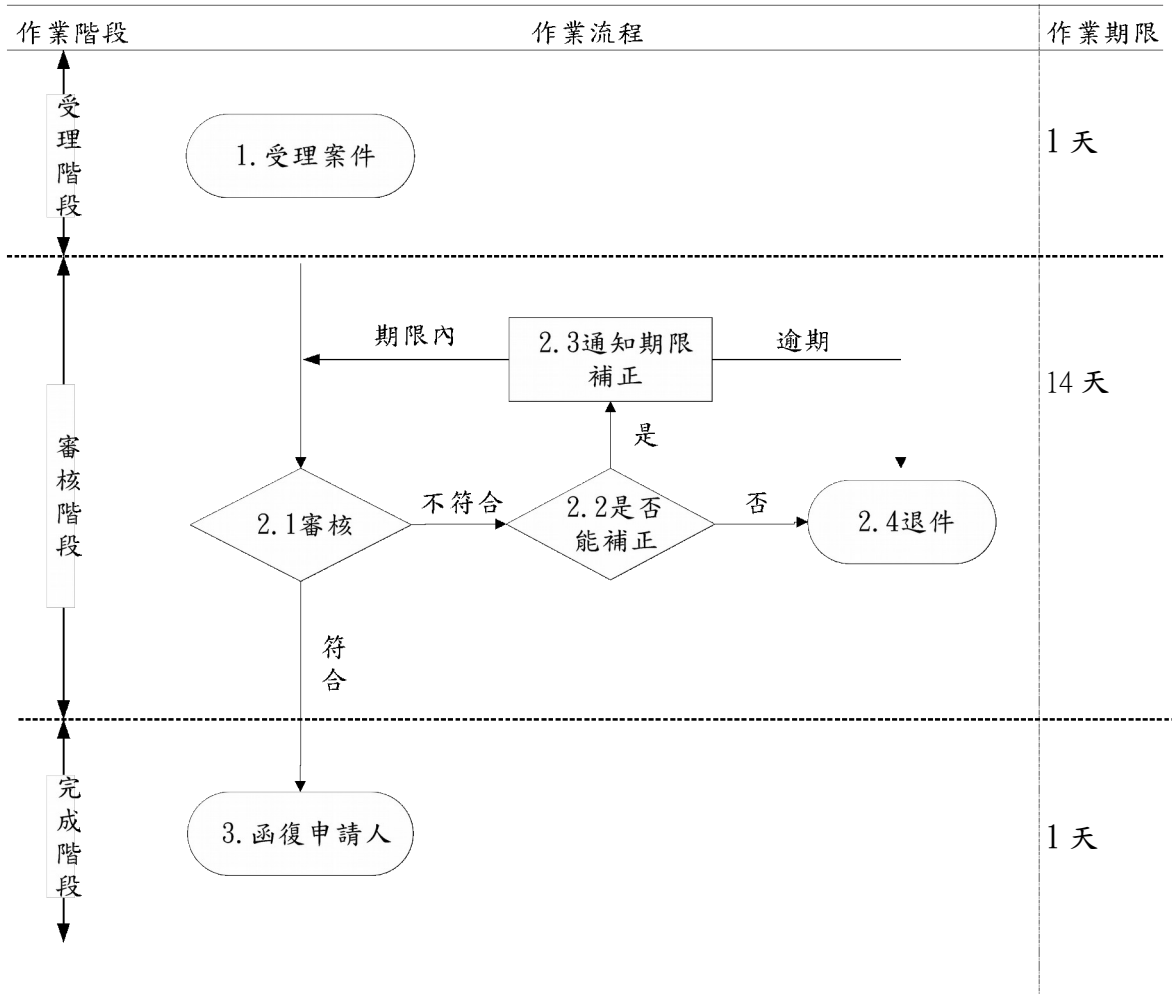 作業階段 作業流程 作業期限
受理階段
1.受理案件
1天
審核階段
期限內
2.3通知期限
補正
逾期
14天
是
2.1審核
不符合
2.2是否
能補正
否
2.4退件
符
合
完成階段
3.函復申請人
1天